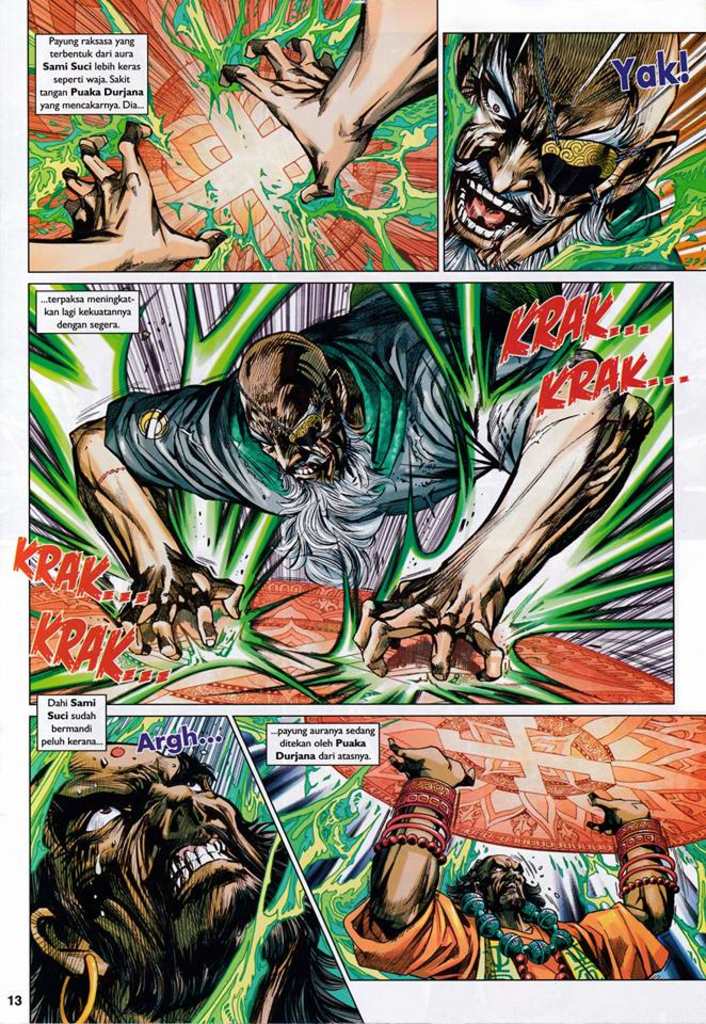 Payung raksasa yang
terbentuk dari aura
Sami Suci lebih keras
seperti waja. Sakit
tangan Puaka Durjana
yang mencakarnya. Dia...
Yak!
...terpaksa meningkat-
kan lagi kekuatannya
dengan segera.
KRAK...
KRAK...
KRAK...
KRAK...
Dahi Sami
Suci sudah
bermandi
peluh kerana...
Argh...
...payung auranya sedang
ditekan oleh Puaka
Durjana dari atasnya.
13